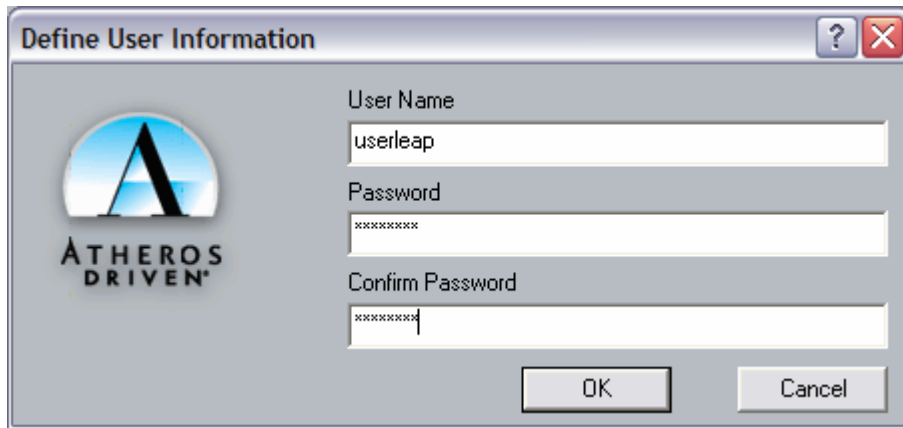 Define User Information
?
User Name
userleap
Password
********
Confirm Password
********
ATHEROS
DRIVEN®
OK
Cancel